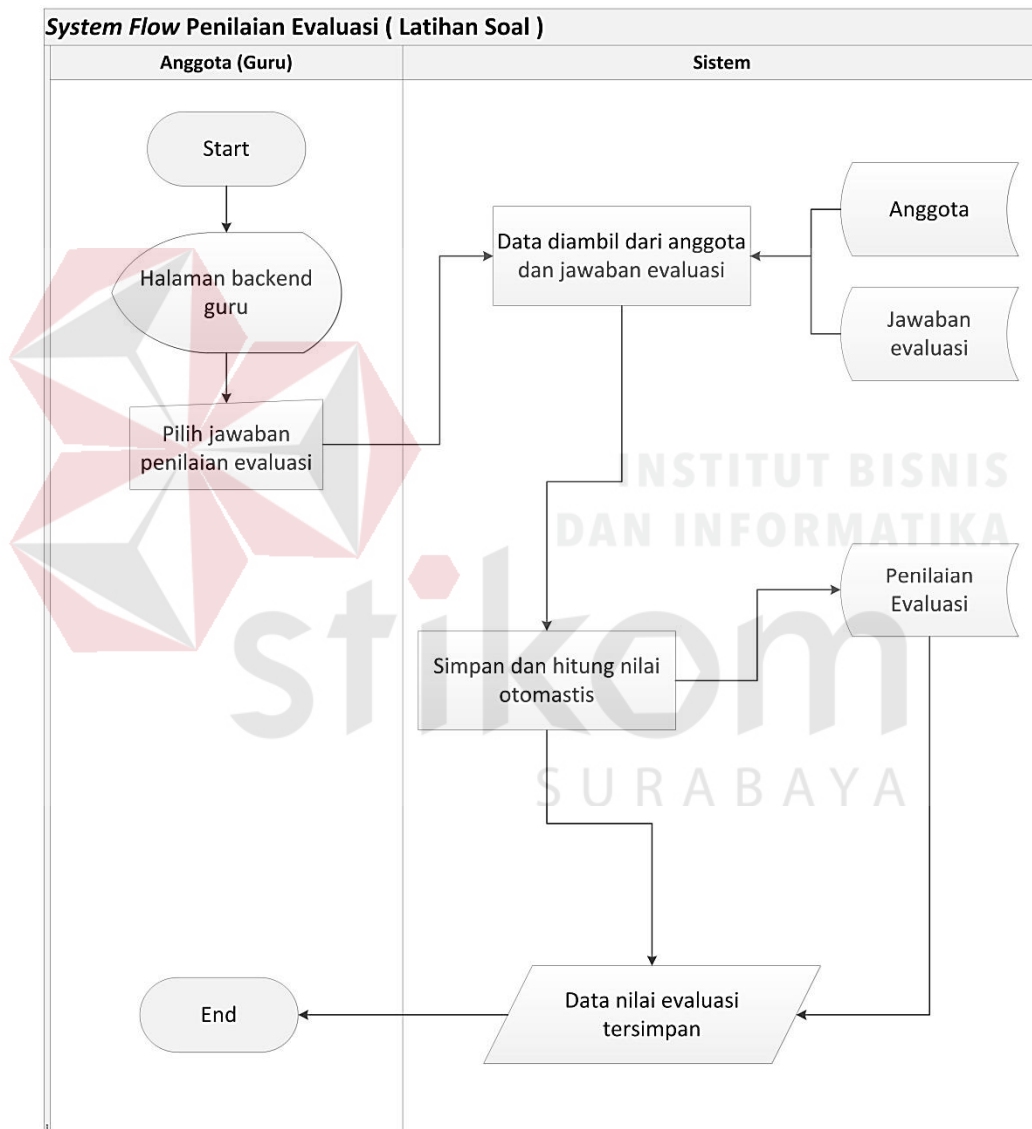 System Flow Penilaian Evaluasi ( Latihan Soal )
Anggota (Guru)
Sistem
Start
Halaman backend
guru
Pilih jawaban
penilaian evaluasi
Data diambil dari anggota
dan jawaban evaluasi
Anggota
Jawaban
evaluasi
INSTITUT BISNIS
DAN INFORMATIKA
stikom
SURABAYA
Simpan dan hitung nilai
otomastis
Penilaian
Evaluasi
Data nilai evaluasi
tersimpan
End